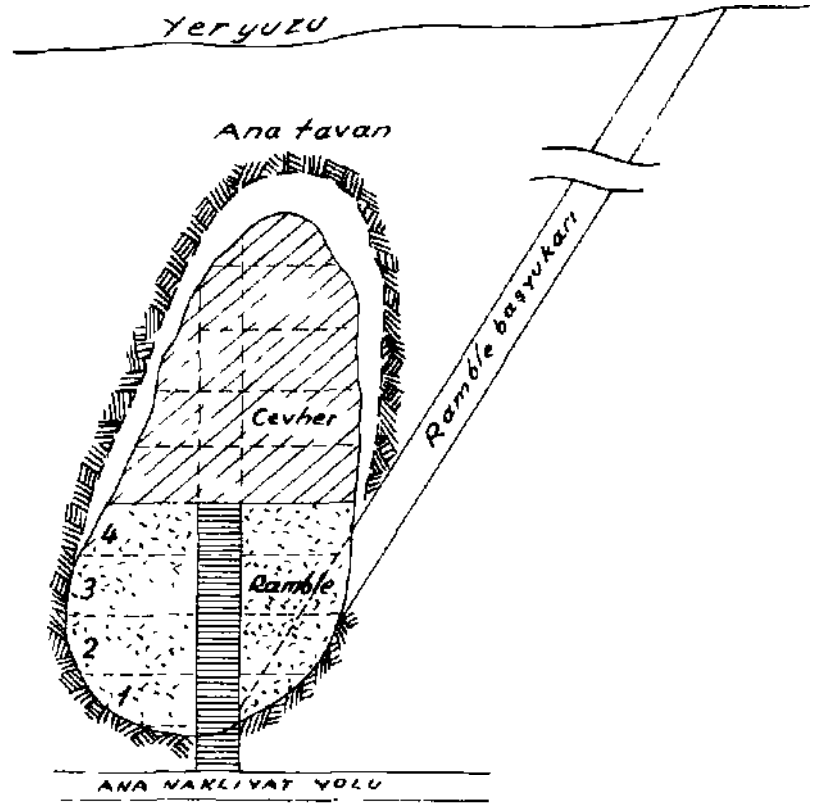 Yeryuzu
Ana tavan
Ramble başyukarı
Cevher
4
3
Ramble
2
1
ANA NAKLIYAT YOLU